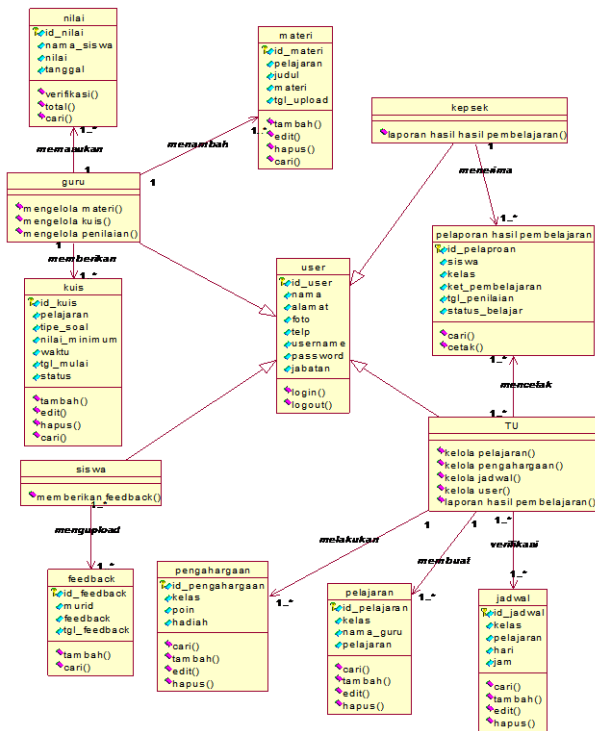 nilai
id_nilai
nama_siswa
nilai
tanggal
verifikasi()
total()
cari()
1..*
memasukan
1
materi
id_materi
pelajaran
judul
materi
tgl_upload
tambah()
edit()
hapus()
cari()
1..*
menambah
1
kepsek
laporan hasil hasil pembelajaran()
1
menerima
1..*
guru
mengelola materi()
mengelola kuis()
mengelola penilaian()
1
memberikan
1..*
pelaporan hasil pembelajaran
id_pelaproan
siswa
kelas
ket_pembelajaran
tgl_penilaian
status_belajar
cari()
cetak()
1..*
mencetak
1..*
user
id_user
nama
alamat
foto
telp
username
password
jabatan
login()
logout()
kuis
id_kuis
pelajaran
tipe_soal
nilai_minimum
waktu
tgl_mulai
status
tambah()
edit()
hapus()
cari()
TU
kelola pelajaran()
kelola pengahargaan()
kelola jadwal()
kelola user()
laporan hasil pembelajaran()
siswa
memberikan feedback()
1..*
mengupload
1..*
1
melakukan
1..*
1
membuat
1..*
1
1..*
feedback
id_feedback
murid
feedback
tgl_feedback
tambah()
cari()
pengahargaan
id_pengahargaan
kelas
poin
hadiah
cari()
tambah()
edit()
hapus()
pelajaran
id_pelajaran
kelas
nama_guru
pelajaran
cari()
tambah()
edit()
hapus()
jadwal
id_jadwal
kelas
pelajaran
hari
jam
cari()
tambah()
edit()
hapus()